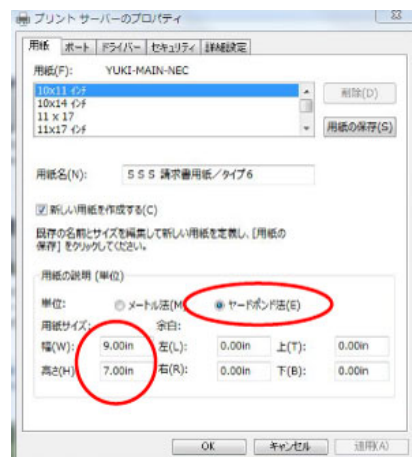 プリント サーバーのプロパティ
用紙 ポート ドライバー セキュリティ 詳細設定
用紙(F): YUKI-MAIN-NEC
10x11 インチ
10x14 インチ
11 x 17
11x17 インチ
削除(D)
用紙の保存(S)
用紙名(N): SSS 請求書用紙/タイプ6
新しい用紙を作成する(C)
既存の名前とサイズを編集して新しい用紙を定義し、[用紙の
保存] をクリックしてください。
用紙の説明 (単位)
単位: メートル法(M) ヤードポンド法(E)
用紙サイズ: 余白:
幅(W): 9.00in 左(L): 0.00in 上(T): 0.00in
高さ(H) 7.00in 右(R): 0.00in 下(B): 0.00in
OK キャンセル 適用(A)